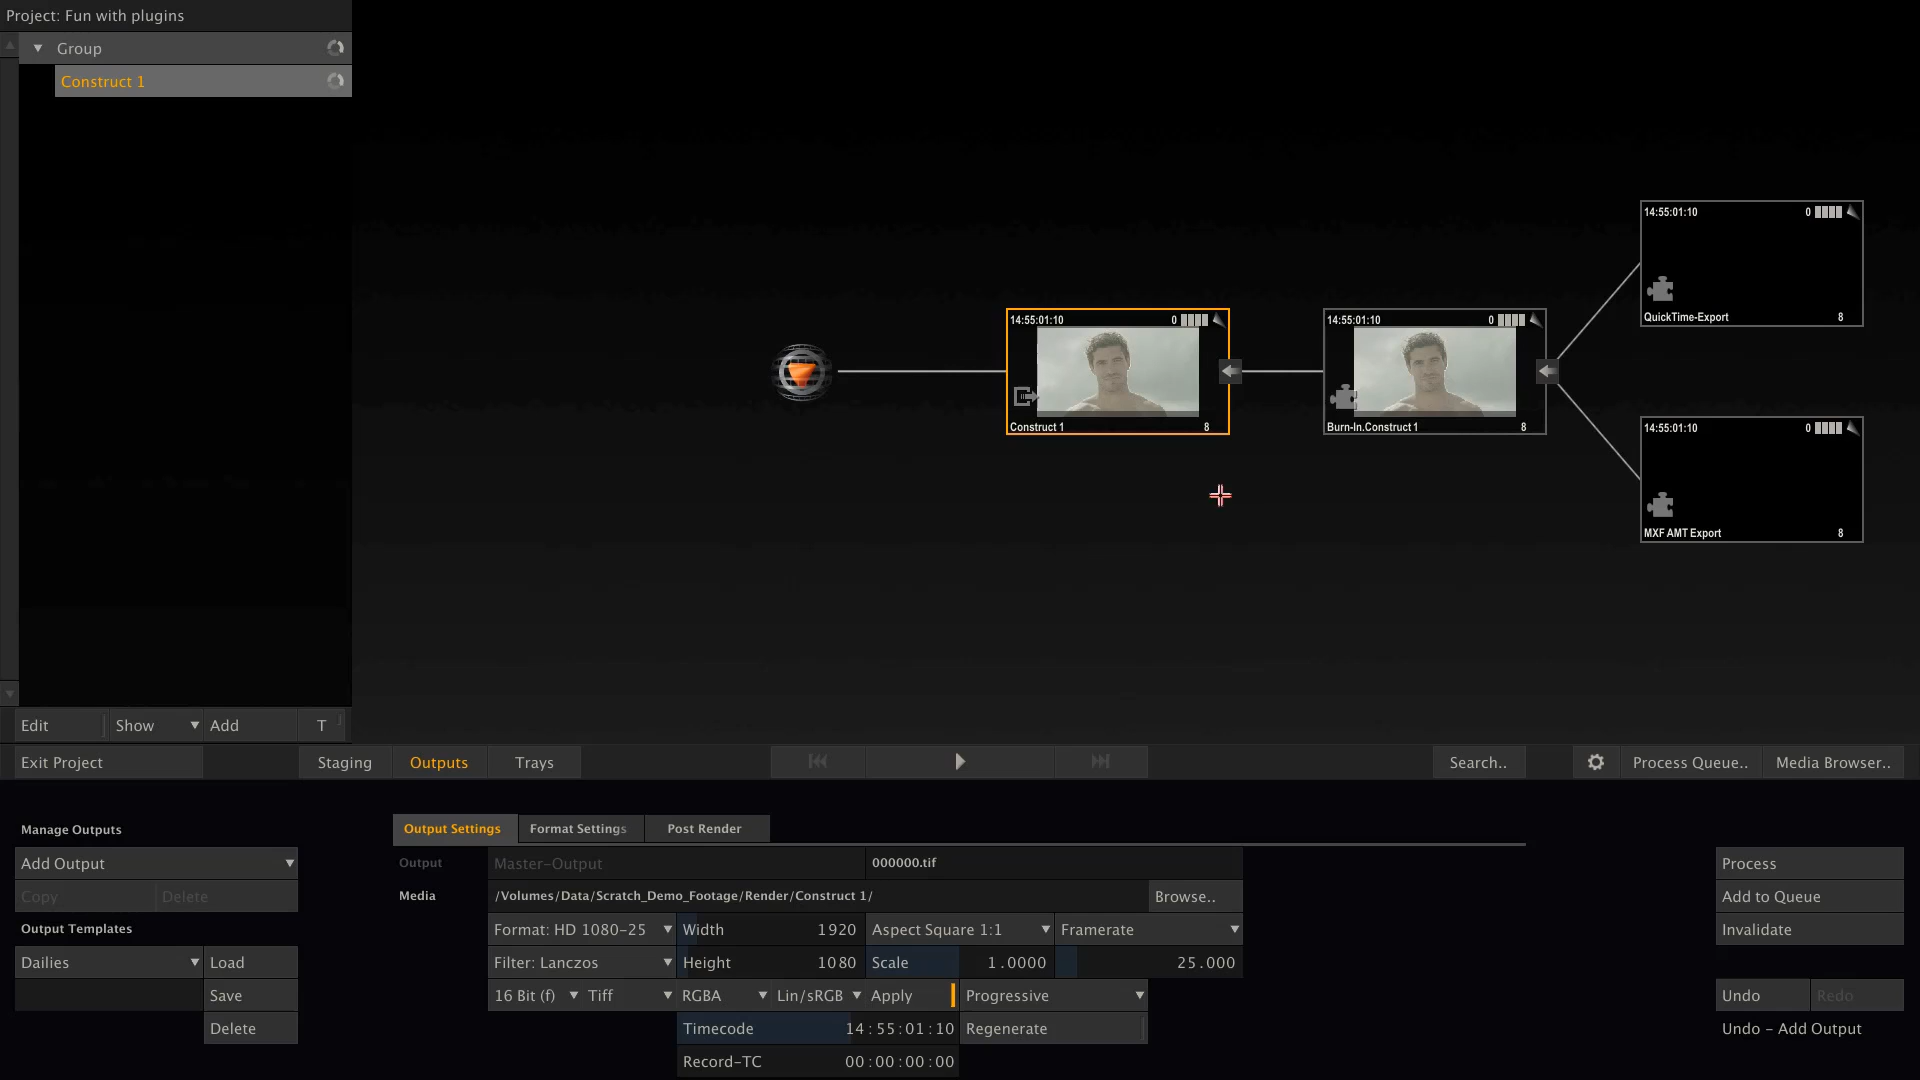 Project: Fun with plugins
Group
Construct 1
14:55:01:10 0
QuickTime-Export 8
14:55:01:10 0
Construct 1 8
14:55:01:10 0
Burn-In.Construct 1 8
14:55:01:10 0
MXF AMT Export 8
Edit Show Add T
Exit Project Staging Outputs Trays Search.. Process Queue.. Media Browser..
Manage Outputs
Add Output
Copy Delete
Output Templates
Dailies Load
Save
Delete
Output Settings Format Settings Post Render
Output Master-Output 000000.tif
Media /Volumes/Data/Scratch_Demo_Footage/Render/Construct 1/ Browse..
Format: HD 1080-25 Width 1920 Aspect Square 1:1 Framerate
Filter: Lanczos Height 1080 Scale 1.0000 25.000
16 Bit (f) Tiff RGBA Lin/sRGB Apply Progressive
Timecode 14:55:01:10 Regenerate
Record-TC 00:00:00:00
Process
Add to Queue
Invalidate
Undo Redo
Undo - Add Output